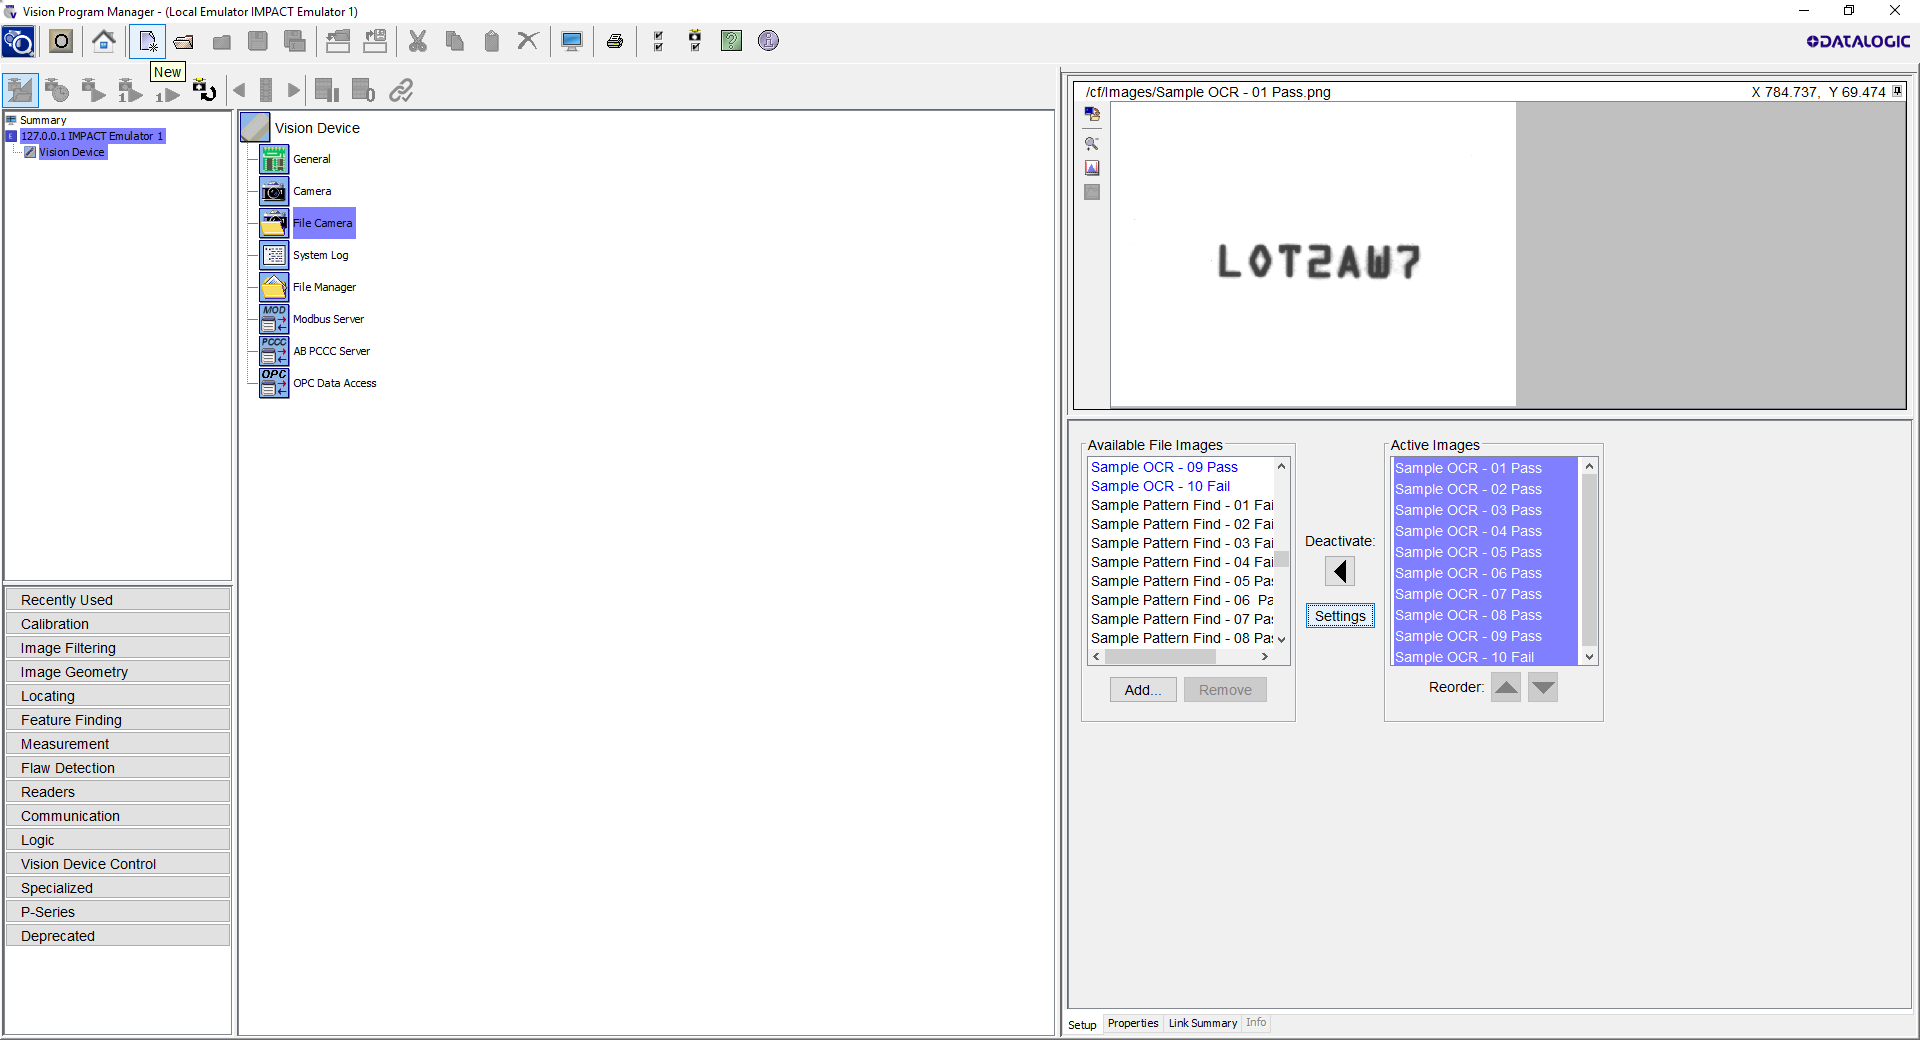 Vision Program Manager - (Local Emulator IMPACT Emulator 1)
DATALOGIC
New
Summary
127.0.0.1 IMPACT Emulator 1
Vision Device
Recently Used
Calibration
Image Filtering
Image Geometry
Locating
Feature Finding
Measurement
Flaw Detection
Readers
Communication
Logic
Vision Device Control
Specialized
P-Series
Deprecated
Vision Device
General
Camera
File Camera
System Log
File Manager
MOD
Modbus Server
PCCC
AB PCCC Server
OPC
OPC Data Access
/cf/Images/Sample OCR - 01 Pass.png
X 784.737, Y 69.474
LOT2AW7
Available File Images
Sample OCR - 09 Pass
Sample OCR - 10 Fail
Sample Pattern Find - 01 Fai
Sample Pattern Find - 02 Fai
Sample Pattern Find - 03 Fai
Sample Pattern Find - 04 Fai
Sample Pattern Find - 05 Pas
Sample Pattern Find - 06  Pa
Sample Pattern Find - 07 Pas
Sample Pattern Find - 08 Pas
Add...
Remove
Deactivate:
Settings
Active Images
Sample OCR - 01 Pass
Sample OCR - 02 Pass
Sample OCR - 03 Pass
Sample OCR - 04 Pass
Sample OCR - 05 Pass
Sample OCR - 06 Pass
Sample OCR - 07 Pass
Sample OCR - 08 Pass
Sample OCR - 09 Pass
Sample OCR - 10 Fail
Reorder:
Setup
Properties
Link Summary
Info